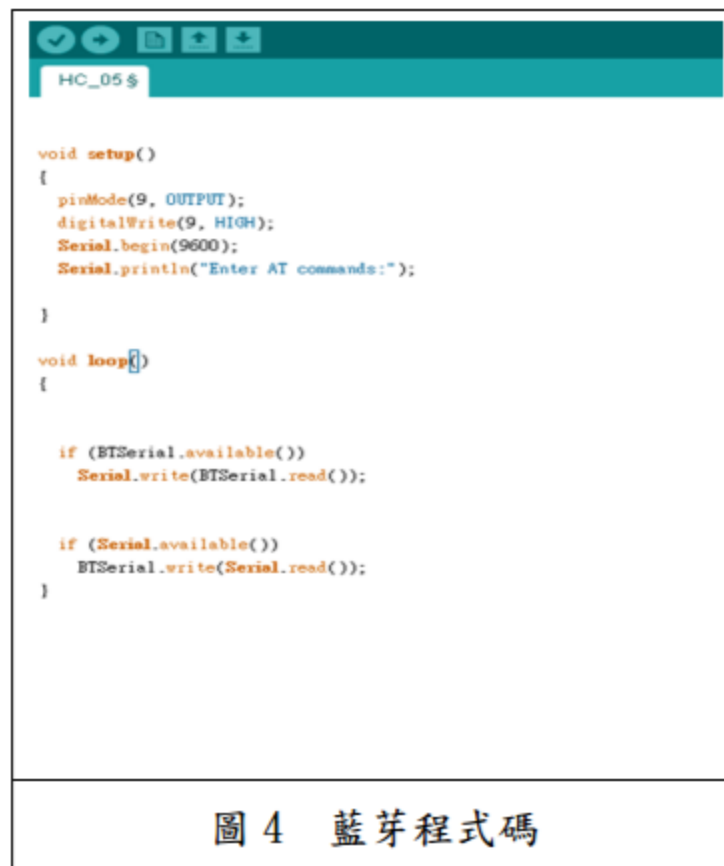 HC_05 §
void setup()
{
pinMode(9, OUTPUT);
digitalWrite(9, HIGH);
Serial.begin(9600);
Serial.println("Enter AT commands:");
}
void loop()
{
if (BTSerial.available())
Serial.write(BTSerial.read());
if (Serial.available())
BTSerial.write(Serial.read());
}
圖 4 藍芽程式碼